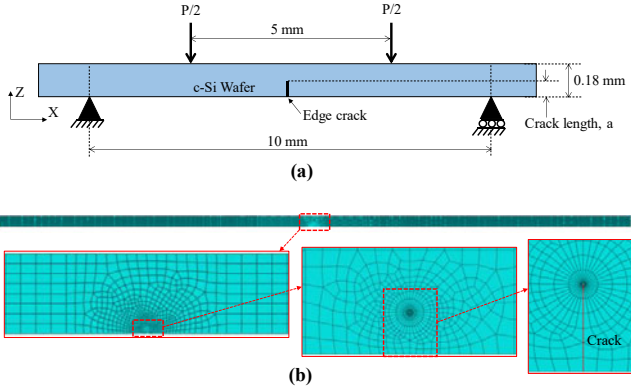 P/2
P/2
5 mm
c-Si Wafer
0.18 mm
Z
X
Edge crack
Crack length, a
10 mm
(a)
Crack
(b)